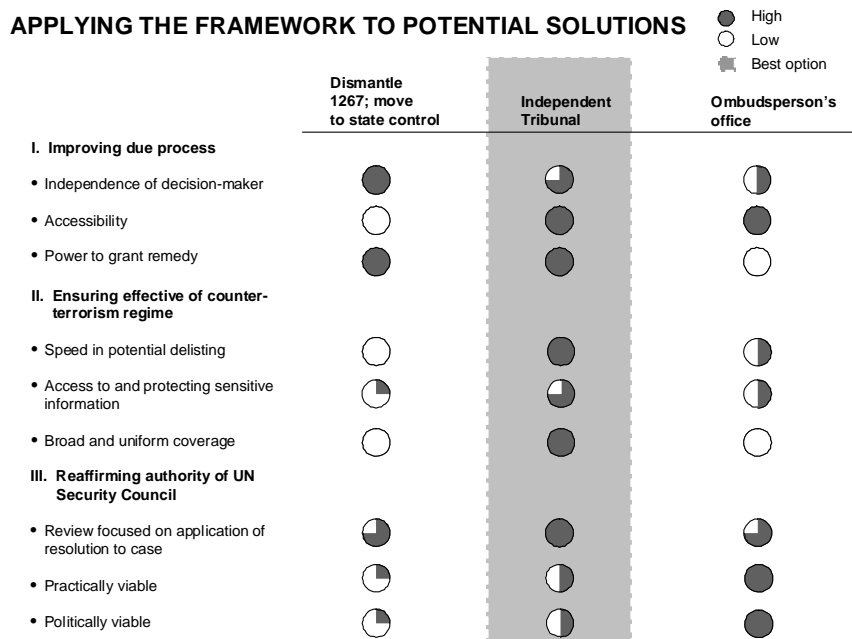 APPLYING THE FRAMEWORK TO POTENTIAL SOLUTIONS
High
Low
Best option
Dismantle
1267; move
to state control
Independent
Tribunal
Ombudsperson's
office
I. Improving due process
• Independence of decision-maker
• Accessibility
• Power to grant remedy
II. Ensuring effective of counter-
terrorism regime
• Speed in potential delisting
• Access to and protecting sensitive
information
• Broad and uniform coverage
III. Reaffirming authority of UN
Security Council
• Review focused on application of
resolution to case
• Practically viable
• Politically viable